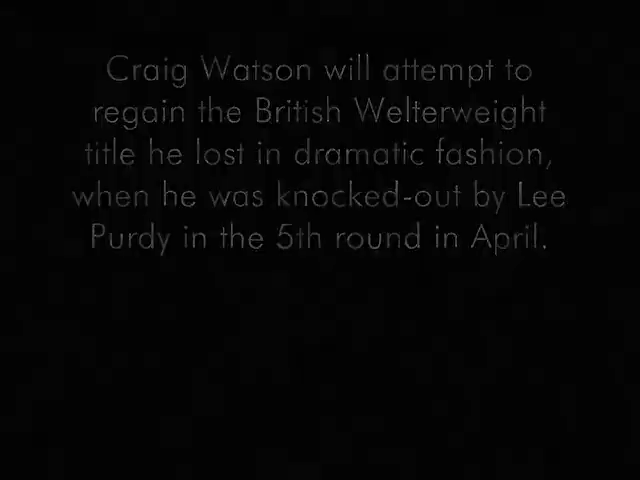 Craig Watson will attempt to
regain the British Welterweight
title he lost in dramatic fashion,
when he was knocked-out by Lee
Purdy in the 5th round in April.